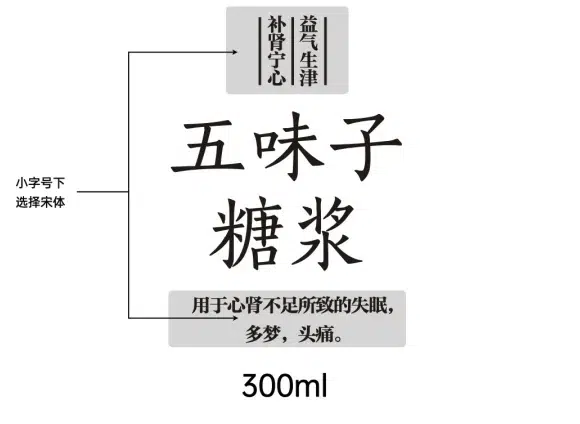 益气生津
补肾宁心
五味子
糖浆
小字号下
选择宋体
用于心肾不足所致的失眠，
多梦，头痛。
300ml